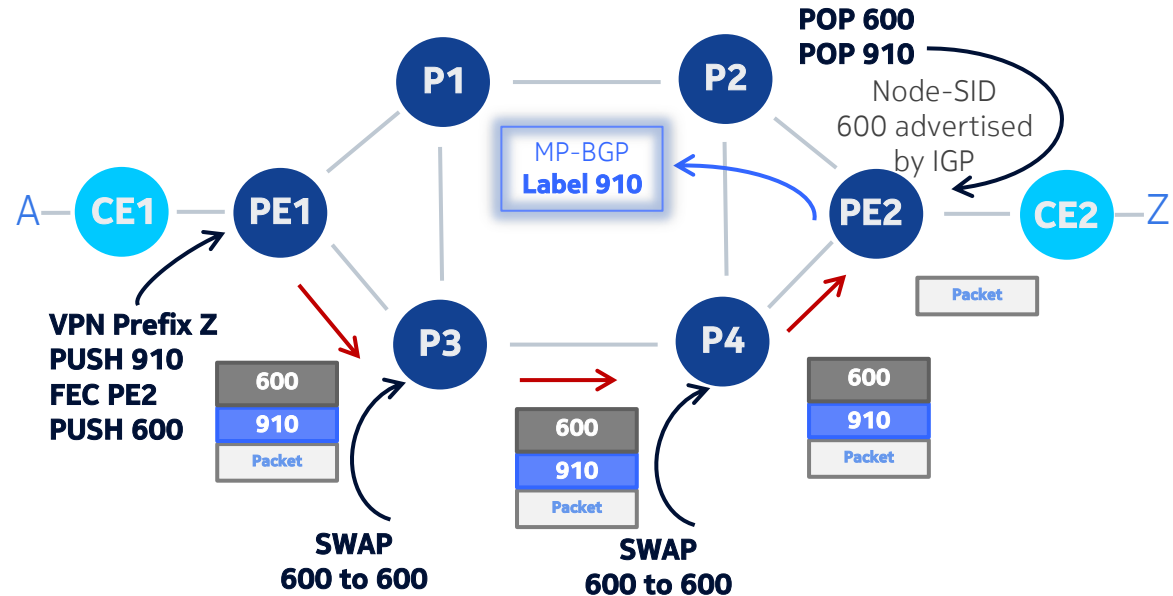 POP 600
POP 910
Node-SID
600 advertised
by IGP
P1
P2
MP-BGP
Label 910
A
CE1
PE1
PE2
CE2
Z
VPN Prefix Z
PUSH 910
FEC PE2
PUSH 600
P3
P4
Packet
600
910
Packet
600
910
Packet
600
910
Packet
SWAP
600 to 600
SWAP
600 to 600